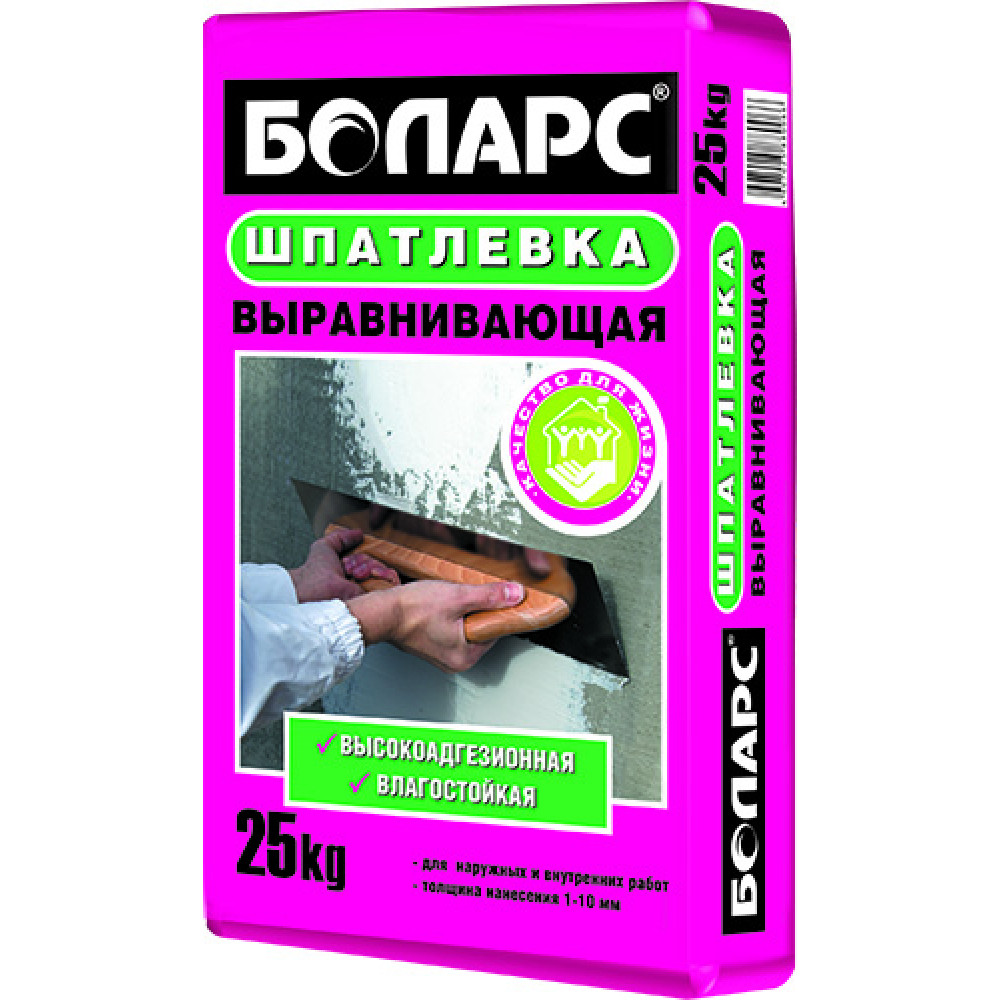 БОЛАРС®
ШПАТЛЕВКА
ВЫРАВНИВАЮЩАЯ
·КАЧЕСТВО ДЛЯ ЖИЗНИ·
✓ ВЫСОКОАДГЕЗИОННАЯ
✓ ВЛАГОСТОЙКАЯ
25kg
- для наружных и внутренних работ
- толщина нанесения 1-10 мм
25kg
ШПАТЛЕВКА
ВЫРАВНИВАЮЩАЯ
БОЛАРС®